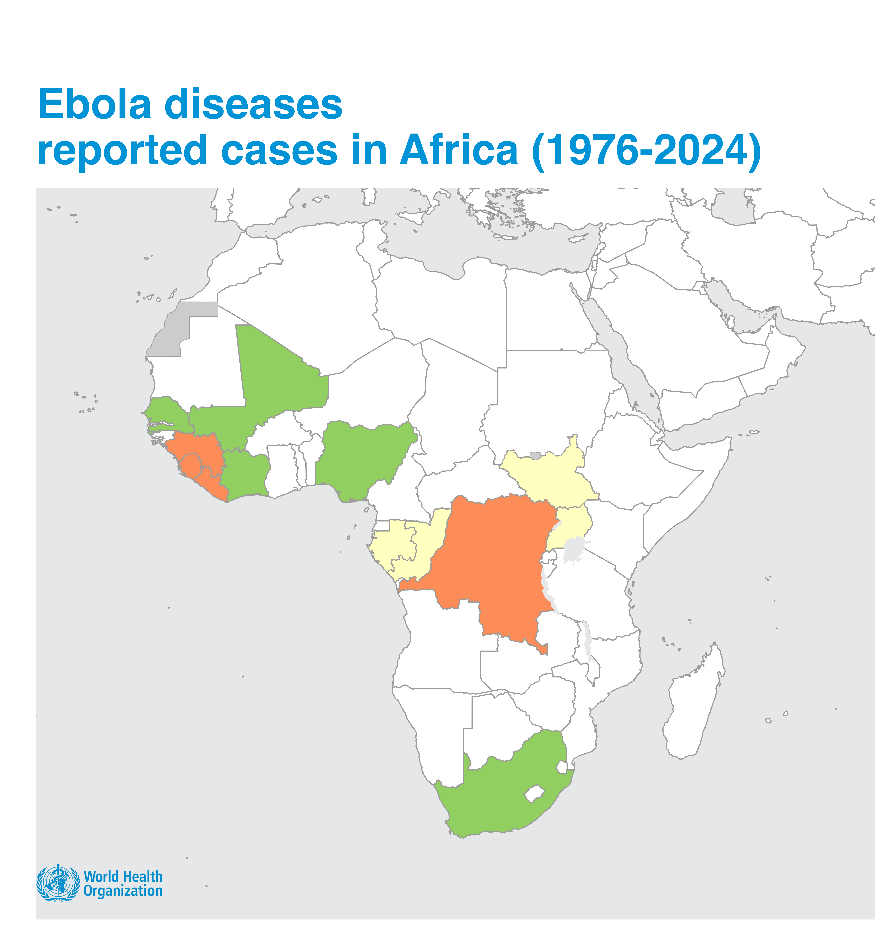 Ebola diseases
reported cases in Africa (1976-2024)
World Health
Organization